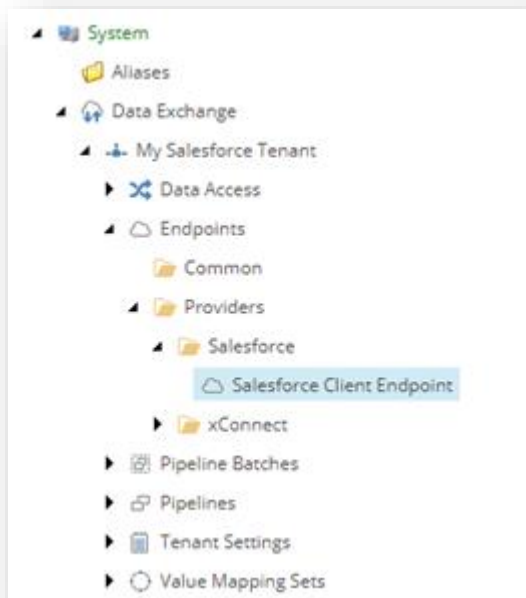 System
Aliases
Data Exchange
My Salesforce Tenant
Data Access
Endpoints
Common
Providers
Salesforce
Salesforce Client Endpoint
xConnect
Pipeline Batches
Pipelines
Tenant Settings
Value Mapping Sets